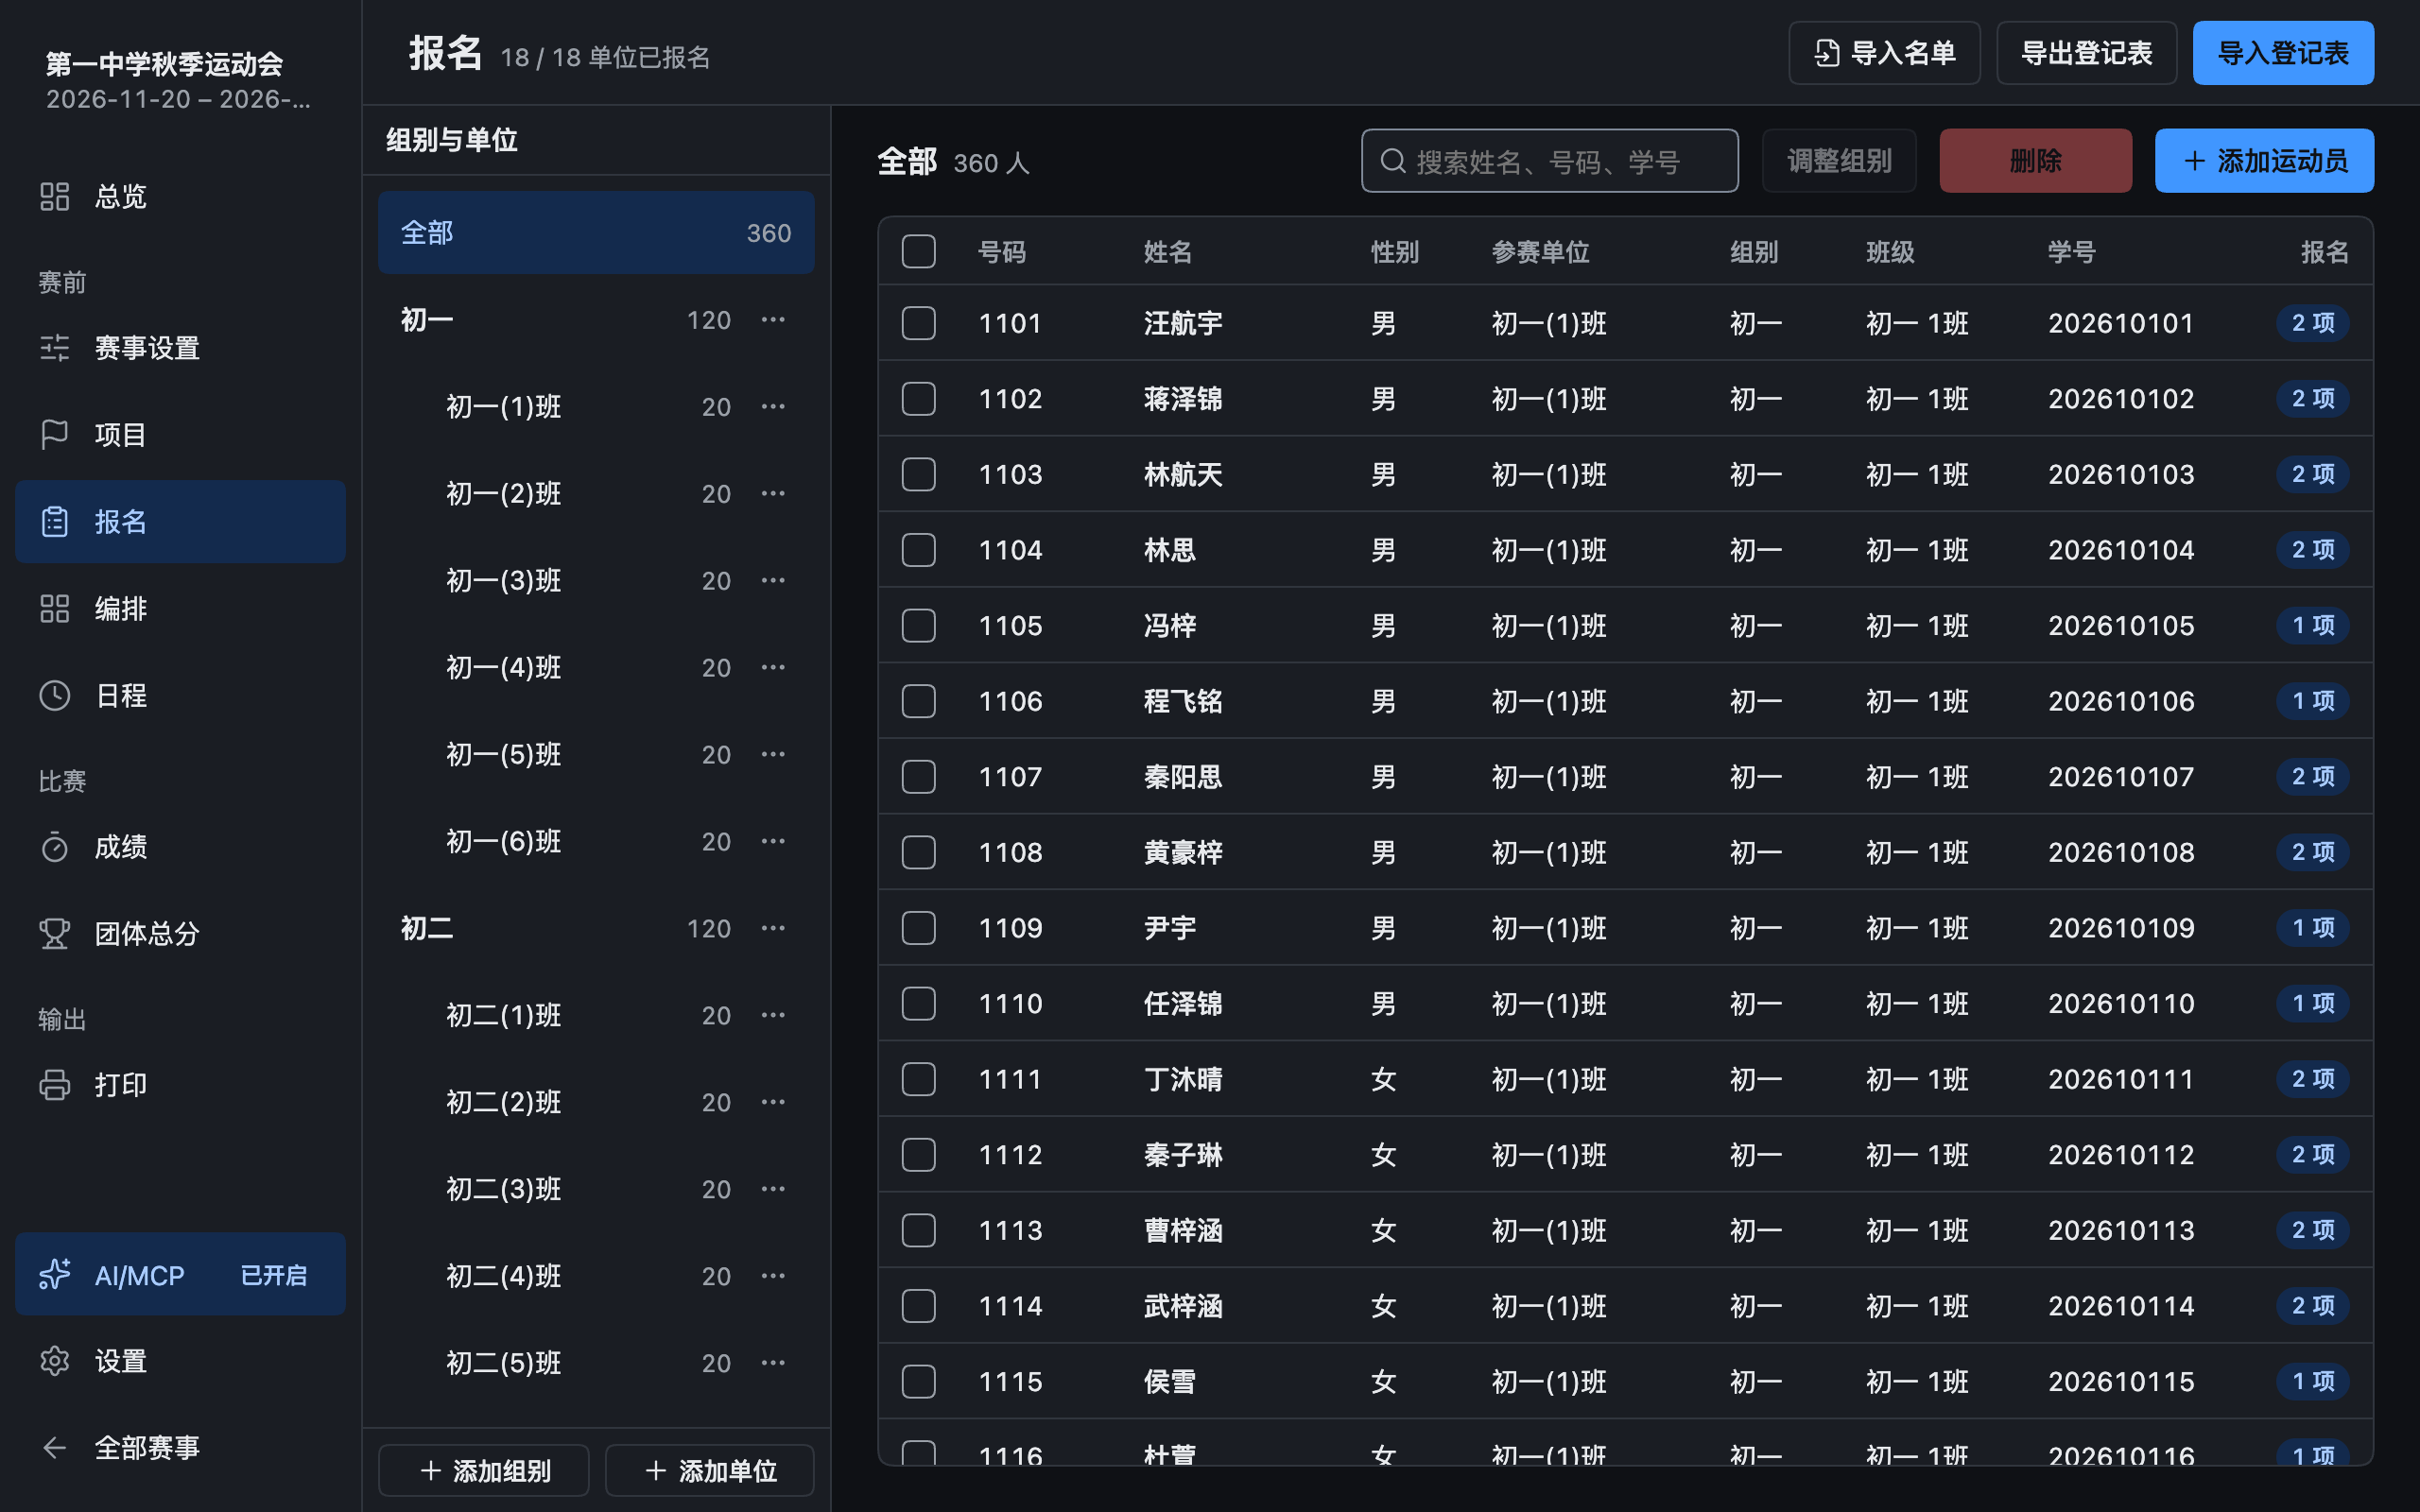 第一中学秋季运动会
2026-11-20 – 2026-...
总览
赛前
赛事设置
项目
报名
编排
日程
比赛
成绩
团体总分
输出
打印
AI/MCP 已开启
设置
全部赛事
报名 18 / 18 单位已报名
导入名单 导出登记表 导入登记表
组别与单位
全部 360
初一 120
初一(1)班 20
初一(2)班 20
初一(3)班 20
初一(4)班 20
初一(5)班 20
初一(6)班 20
初二 120
初二(1)班 20
初二(2)班 20
初二(3)班 20
初二(4)班 20
初二(5)班 20
添加组别 添加单位
全部 360 人
搜索姓名、号码、学号 调整组别 删除 添加运动员
号码 姓名 性别 参赛单位 组别 班级 学号 报名
1101 汪航宇 男 初一(1)班 初一 初一 1班 202610101 2 项
1102 蒋泽锦 男 初一(1)班 初一 初一 1班 202610102 2 项
1103 林航天 男 初一(1)班 初一 初一 1班 202610103 2 项
1104 林思 男 初一(1)班 初一 初一 1班 202610104 2 项
1105 冯梓 男 初一(1)班 初一 初一 1班 202610105 1 项
1106 程飞铭 男 初一(1)班 初一 初一 1班 202610106 1 项
1107 秦阳思 男 初一(1)班 初一 初一 1班 202610107 2 项
1108 黄豪梓 男 初一(1)班 初一 初一 1班 202610108 2 项
1109 尹宇 男 初一(1)班 初一 初一 1班 202610109 1 项
1110 任泽锦 男 初一(1)班 初一 初一 1班 202610110 1 项
1111 丁沐晴 女 初一(1)班 初一 初一 1班 202610111 2 项
1112 秦子琳 女 初一(1)班 初一 初一 1班 202610112 2 项
1113 曹梓涵 女 初一(1)班 初一 初一 1班 202610113 2 项
1114 武梓涵 女 初一(1)班 初一 初一 1班 202610114 2 项
1115 侯雪 女 初一(1)班 初一 初一 1班 202610115 1 项
1116 杜萱 女 初一(1)班 初一 初一 1班 202610116 1 项